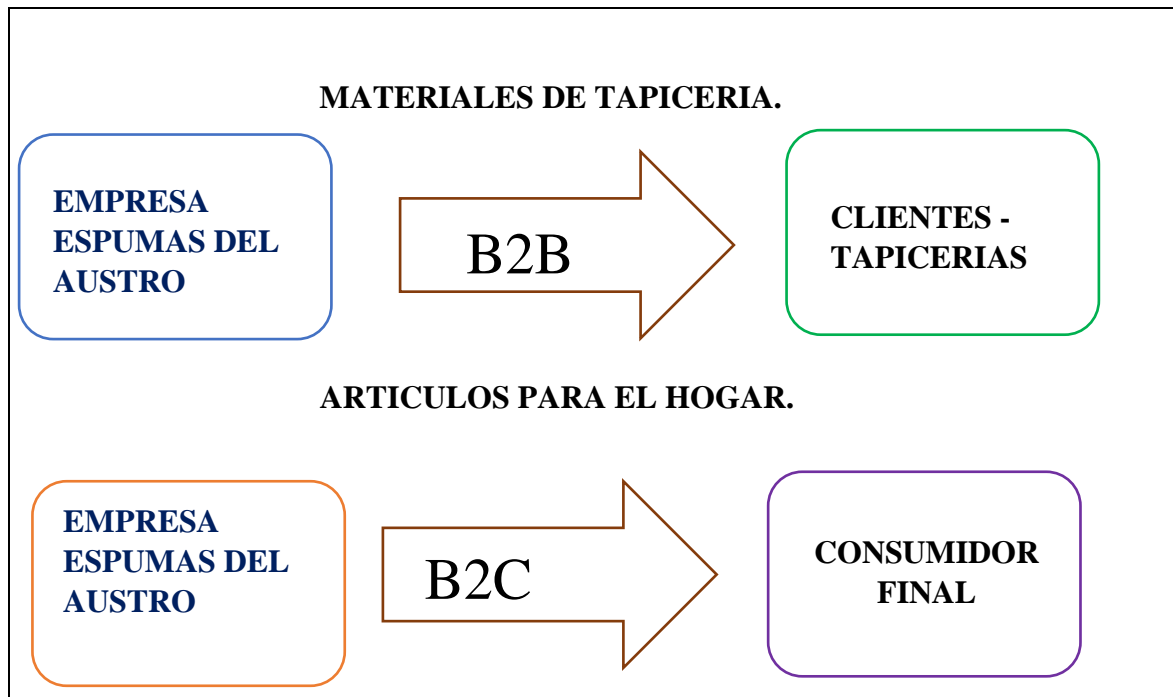 MATERIALES DE TAPICERIA.
EMPRESA
ESPUMAS DEL
AUSTRO
B2B
CLIENTES -
TAPICERIAS
ARTICULOS PARA EL HOGAR.
EMPRESA
ESPUMAS DEL
AUSTRO
B2C
CONSUMIDOR
FINAL